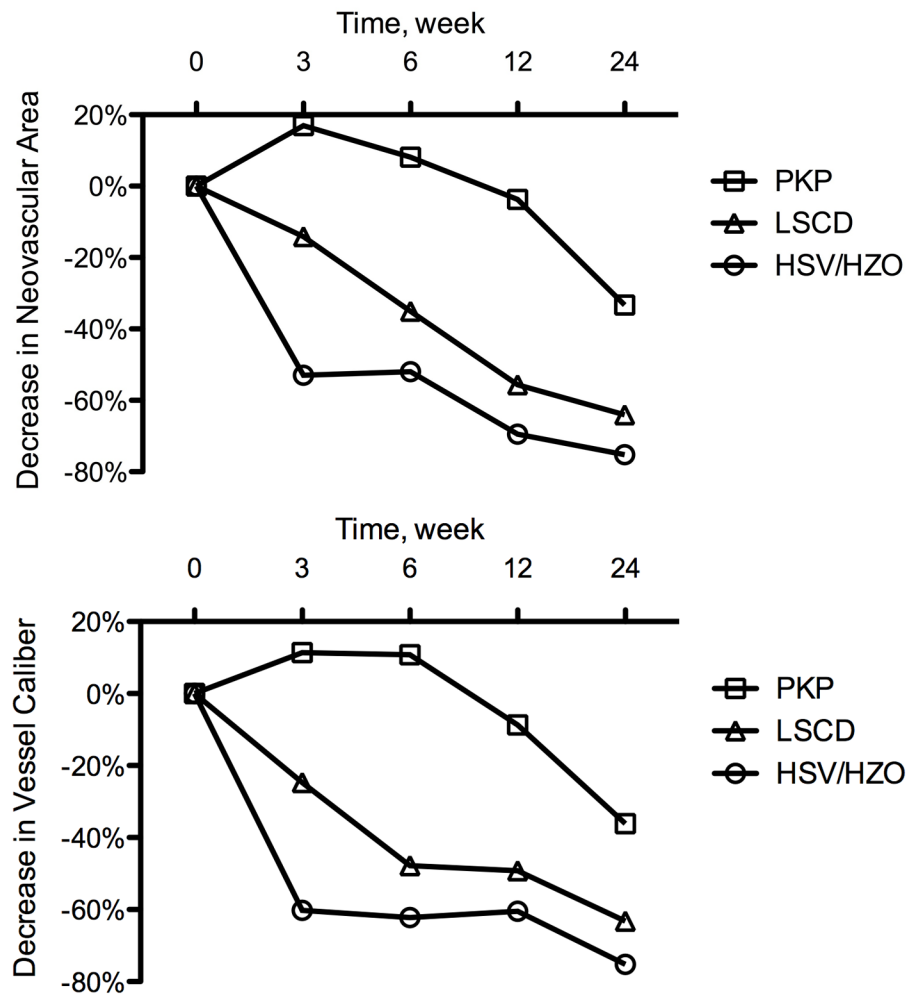 Time, week
0 3 6 12 24
20%
0%
-20%
-40%
-60%
-80%
Decrease in Neovascular Area
PKP
LSCD
HSV/HZO
Time, week
0 3 6 12 24
20%
0%
-20%
-40%
-60%
-80%
Decrease in Vessel Caliber
PKP
LSCD
HSV/HZO